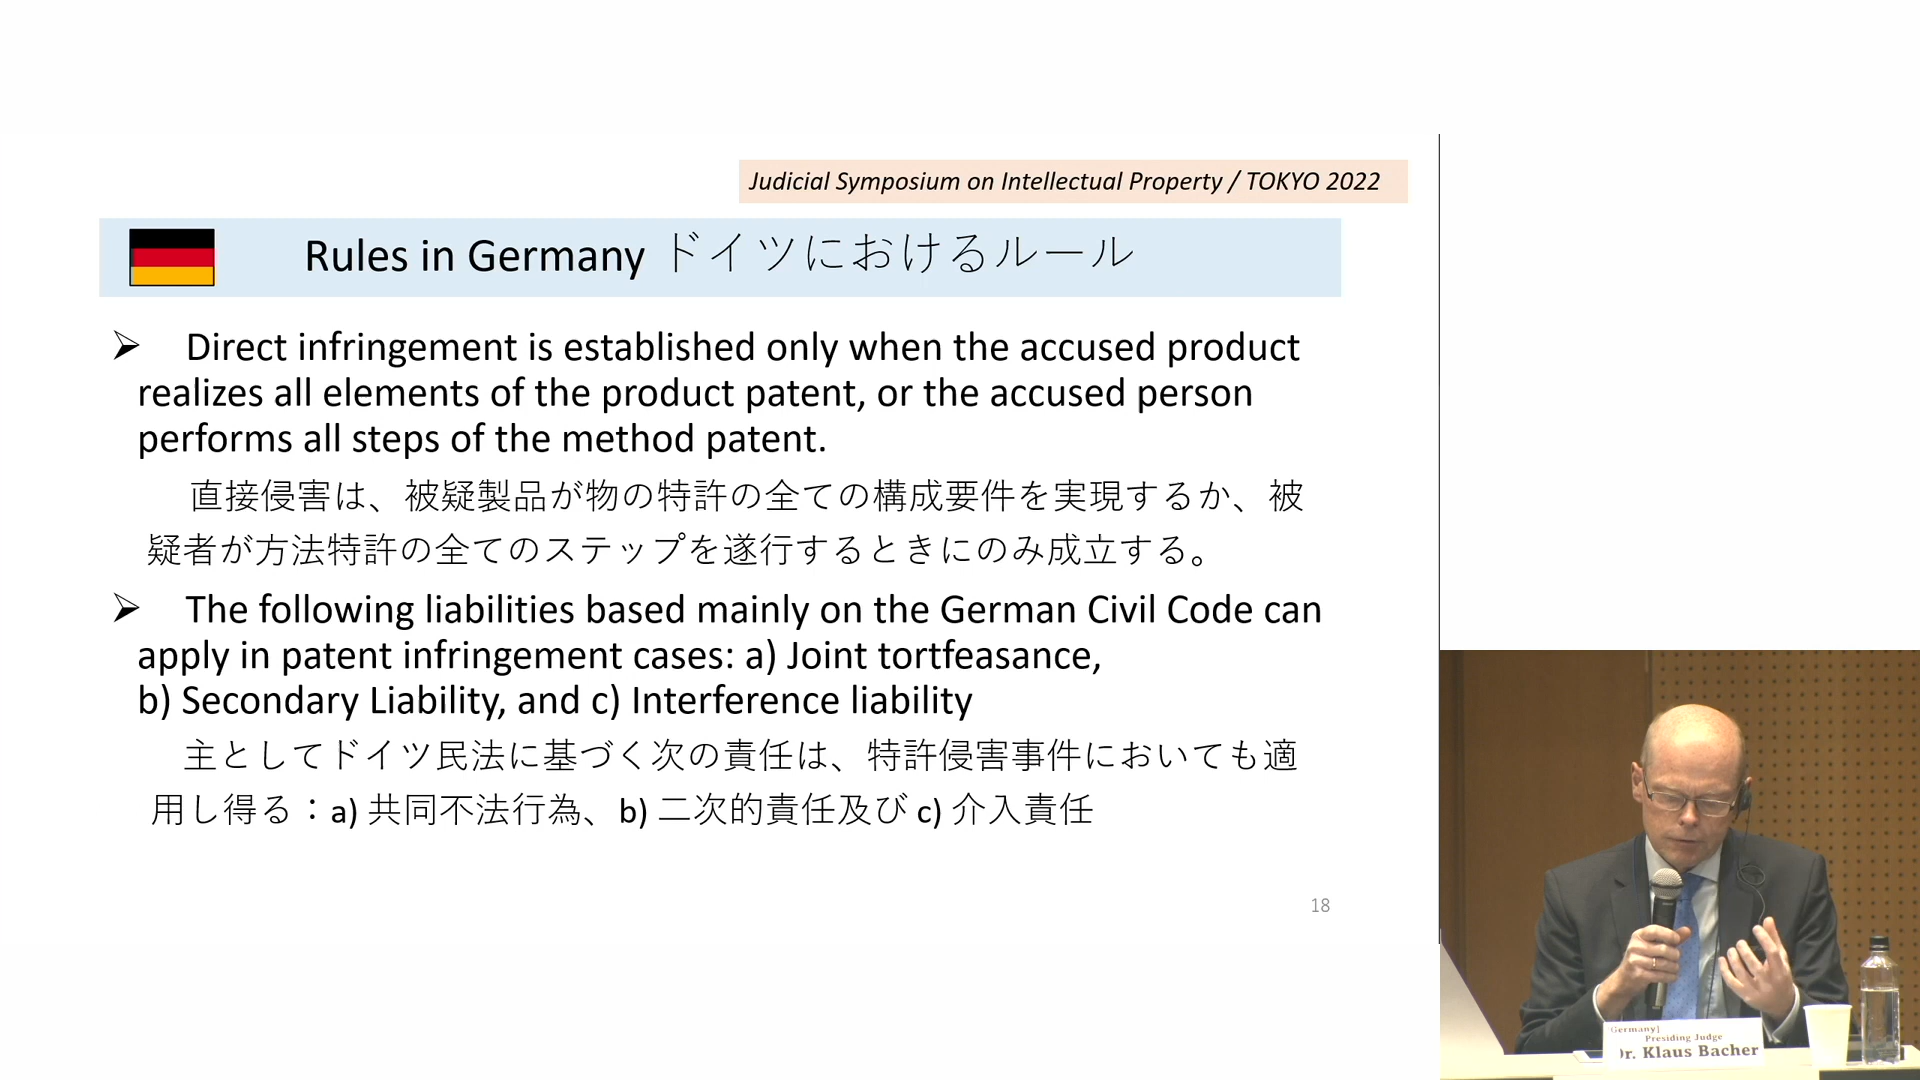 Judicial Symposium on Intellectual Property / TOKYO 2022
Rules in Germany ドイツにおけるルール
➢ Direct infringement is established only when the accused product
realizes all elements of the product patent, or the accused person
performs all steps of the method patent.
直接侵害は、被疑製品が物の特許の全ての構成要件を実現するか、被
疑者が方法特許の全てのステップを遂行するときにのみ成立する。
➢ The following liabilities based mainly on the German Civil Code can
apply in patent infringement cases: a) Joint tortfeasance,
b) Secondary Liability, and c) Interference liability
主としてドイツ民法に基づく次の責任は、特許侵害事件においても適
用し得る：a) 共同不法行為、b) 二次的責任及び c) 介入責任
18
Germany]
Presiding Judge
Dr. Klaus Bacher